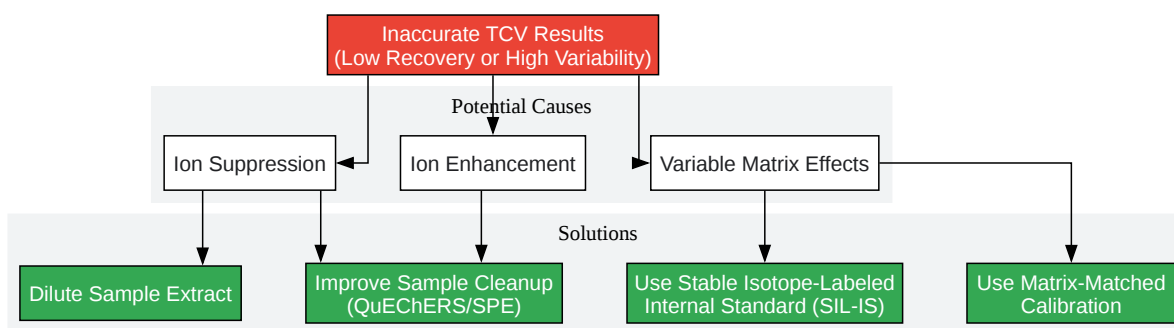 Inaccurate TCV Results
(Low Recovery or High Variability)
Potential Causes
Ion Suppression
Ion Enhancement
Variable Matrix Effects
Solutions
Dilute Sample Extract
Improve Sample Cleanup
(QuEChERS/SPE)
Use Stable Isotope-Labeled
Internal Standard (SIL-IS)
Use Matrix-Matched
Calibration